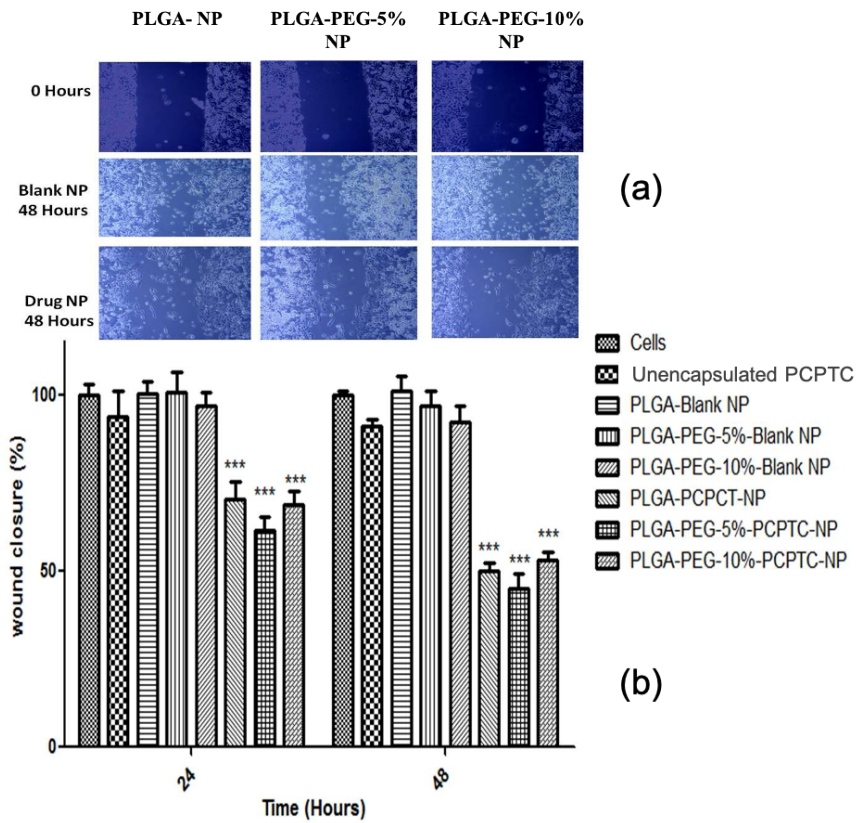 PLGA- NP
PLGA-PEG-5%
NP
PLGA-PEG-10%
NP
0 Hours
Blank NP
48 Hours
Drug NP
48 Hours
(a)
Cells
Unencapsulated PCPTC
PLGA-Blank NP
PLGA-PEG-5%-Blank NP
PLGA-PEG-10%-Blank NP
PLGA-PCPCT-NP
PLGA-PEG-5%-PCPTC-NP
PLGA-PEG-10%-PCPTC-NP
wound closure (%)
100
50
0
*** *** ***
*** *** ***
24
48
Time (Hours)
(b)